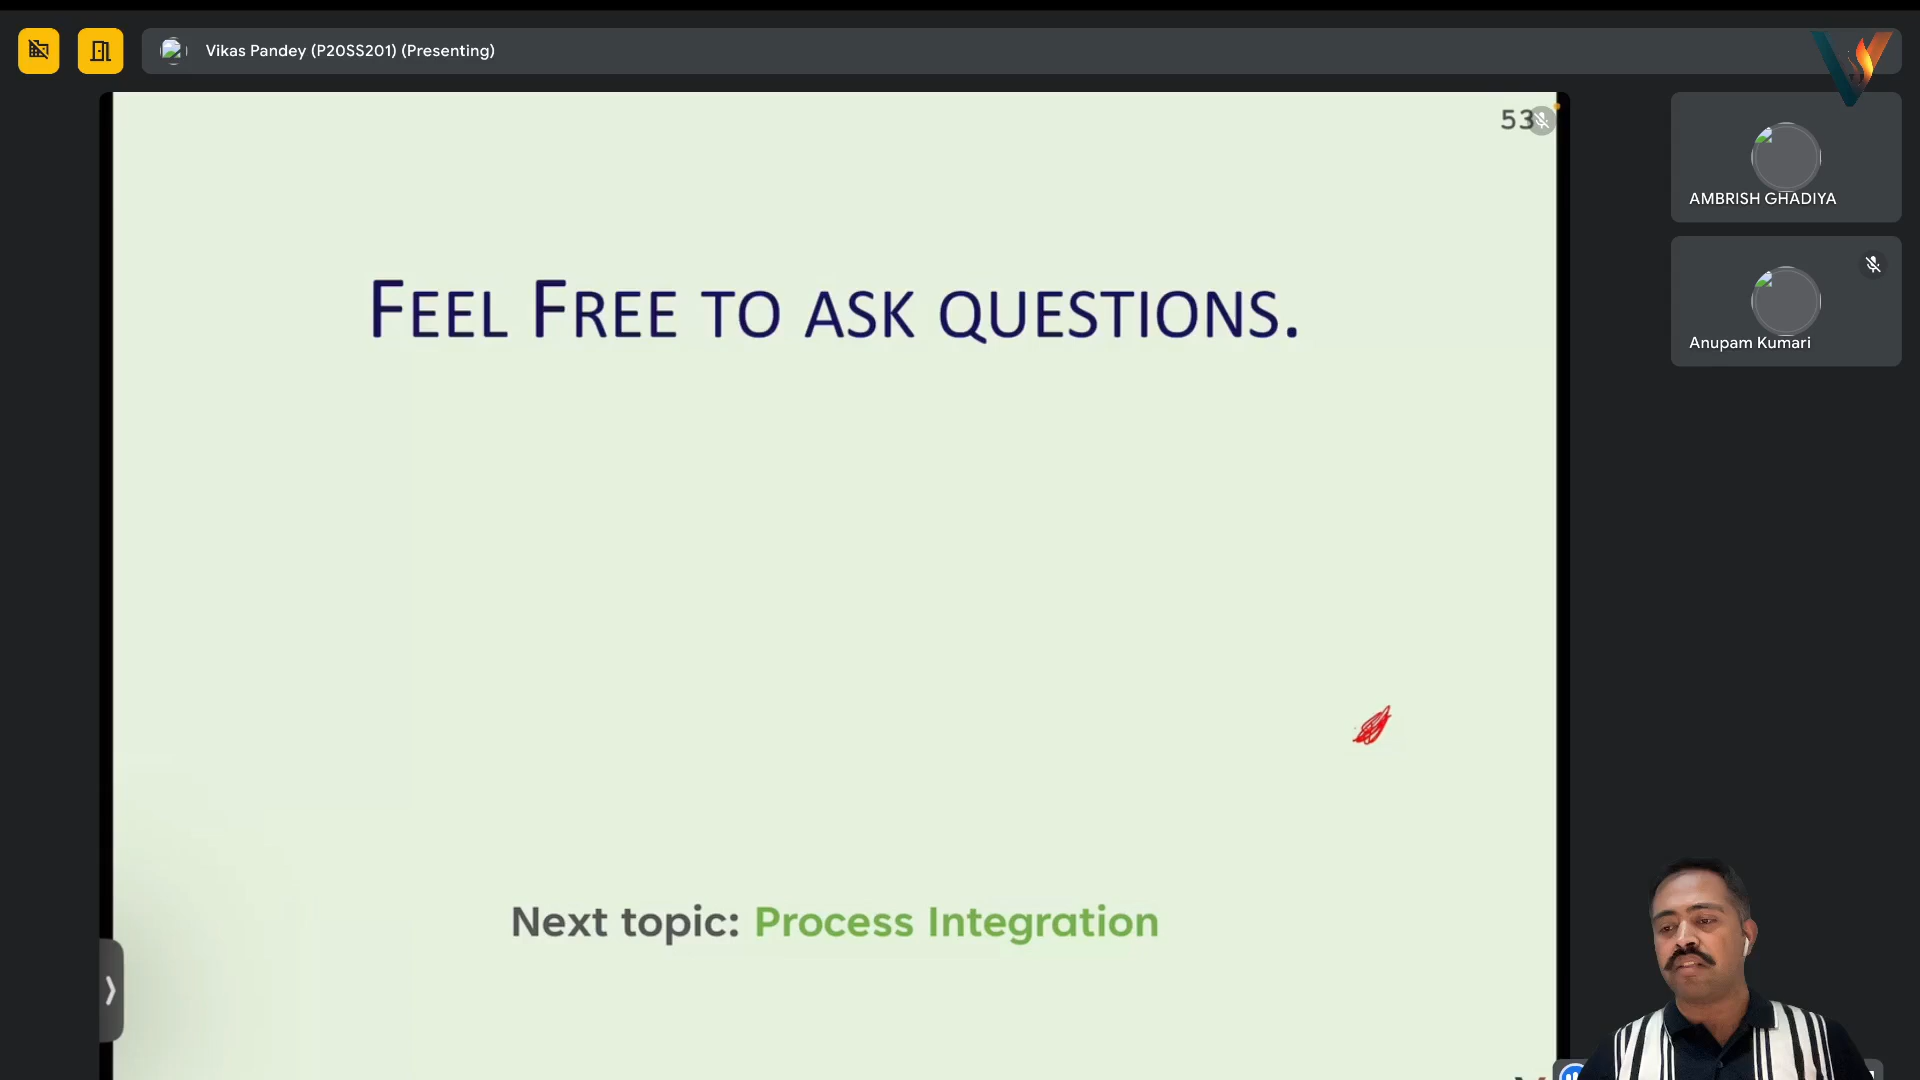 Vikas Pandey (P20SS201) (Presenting)
53
FEEL FREE TO ASK QUESTIONS.
AMBRISH GHADIYA
Anupam Kumari
Next topic: Process Integration